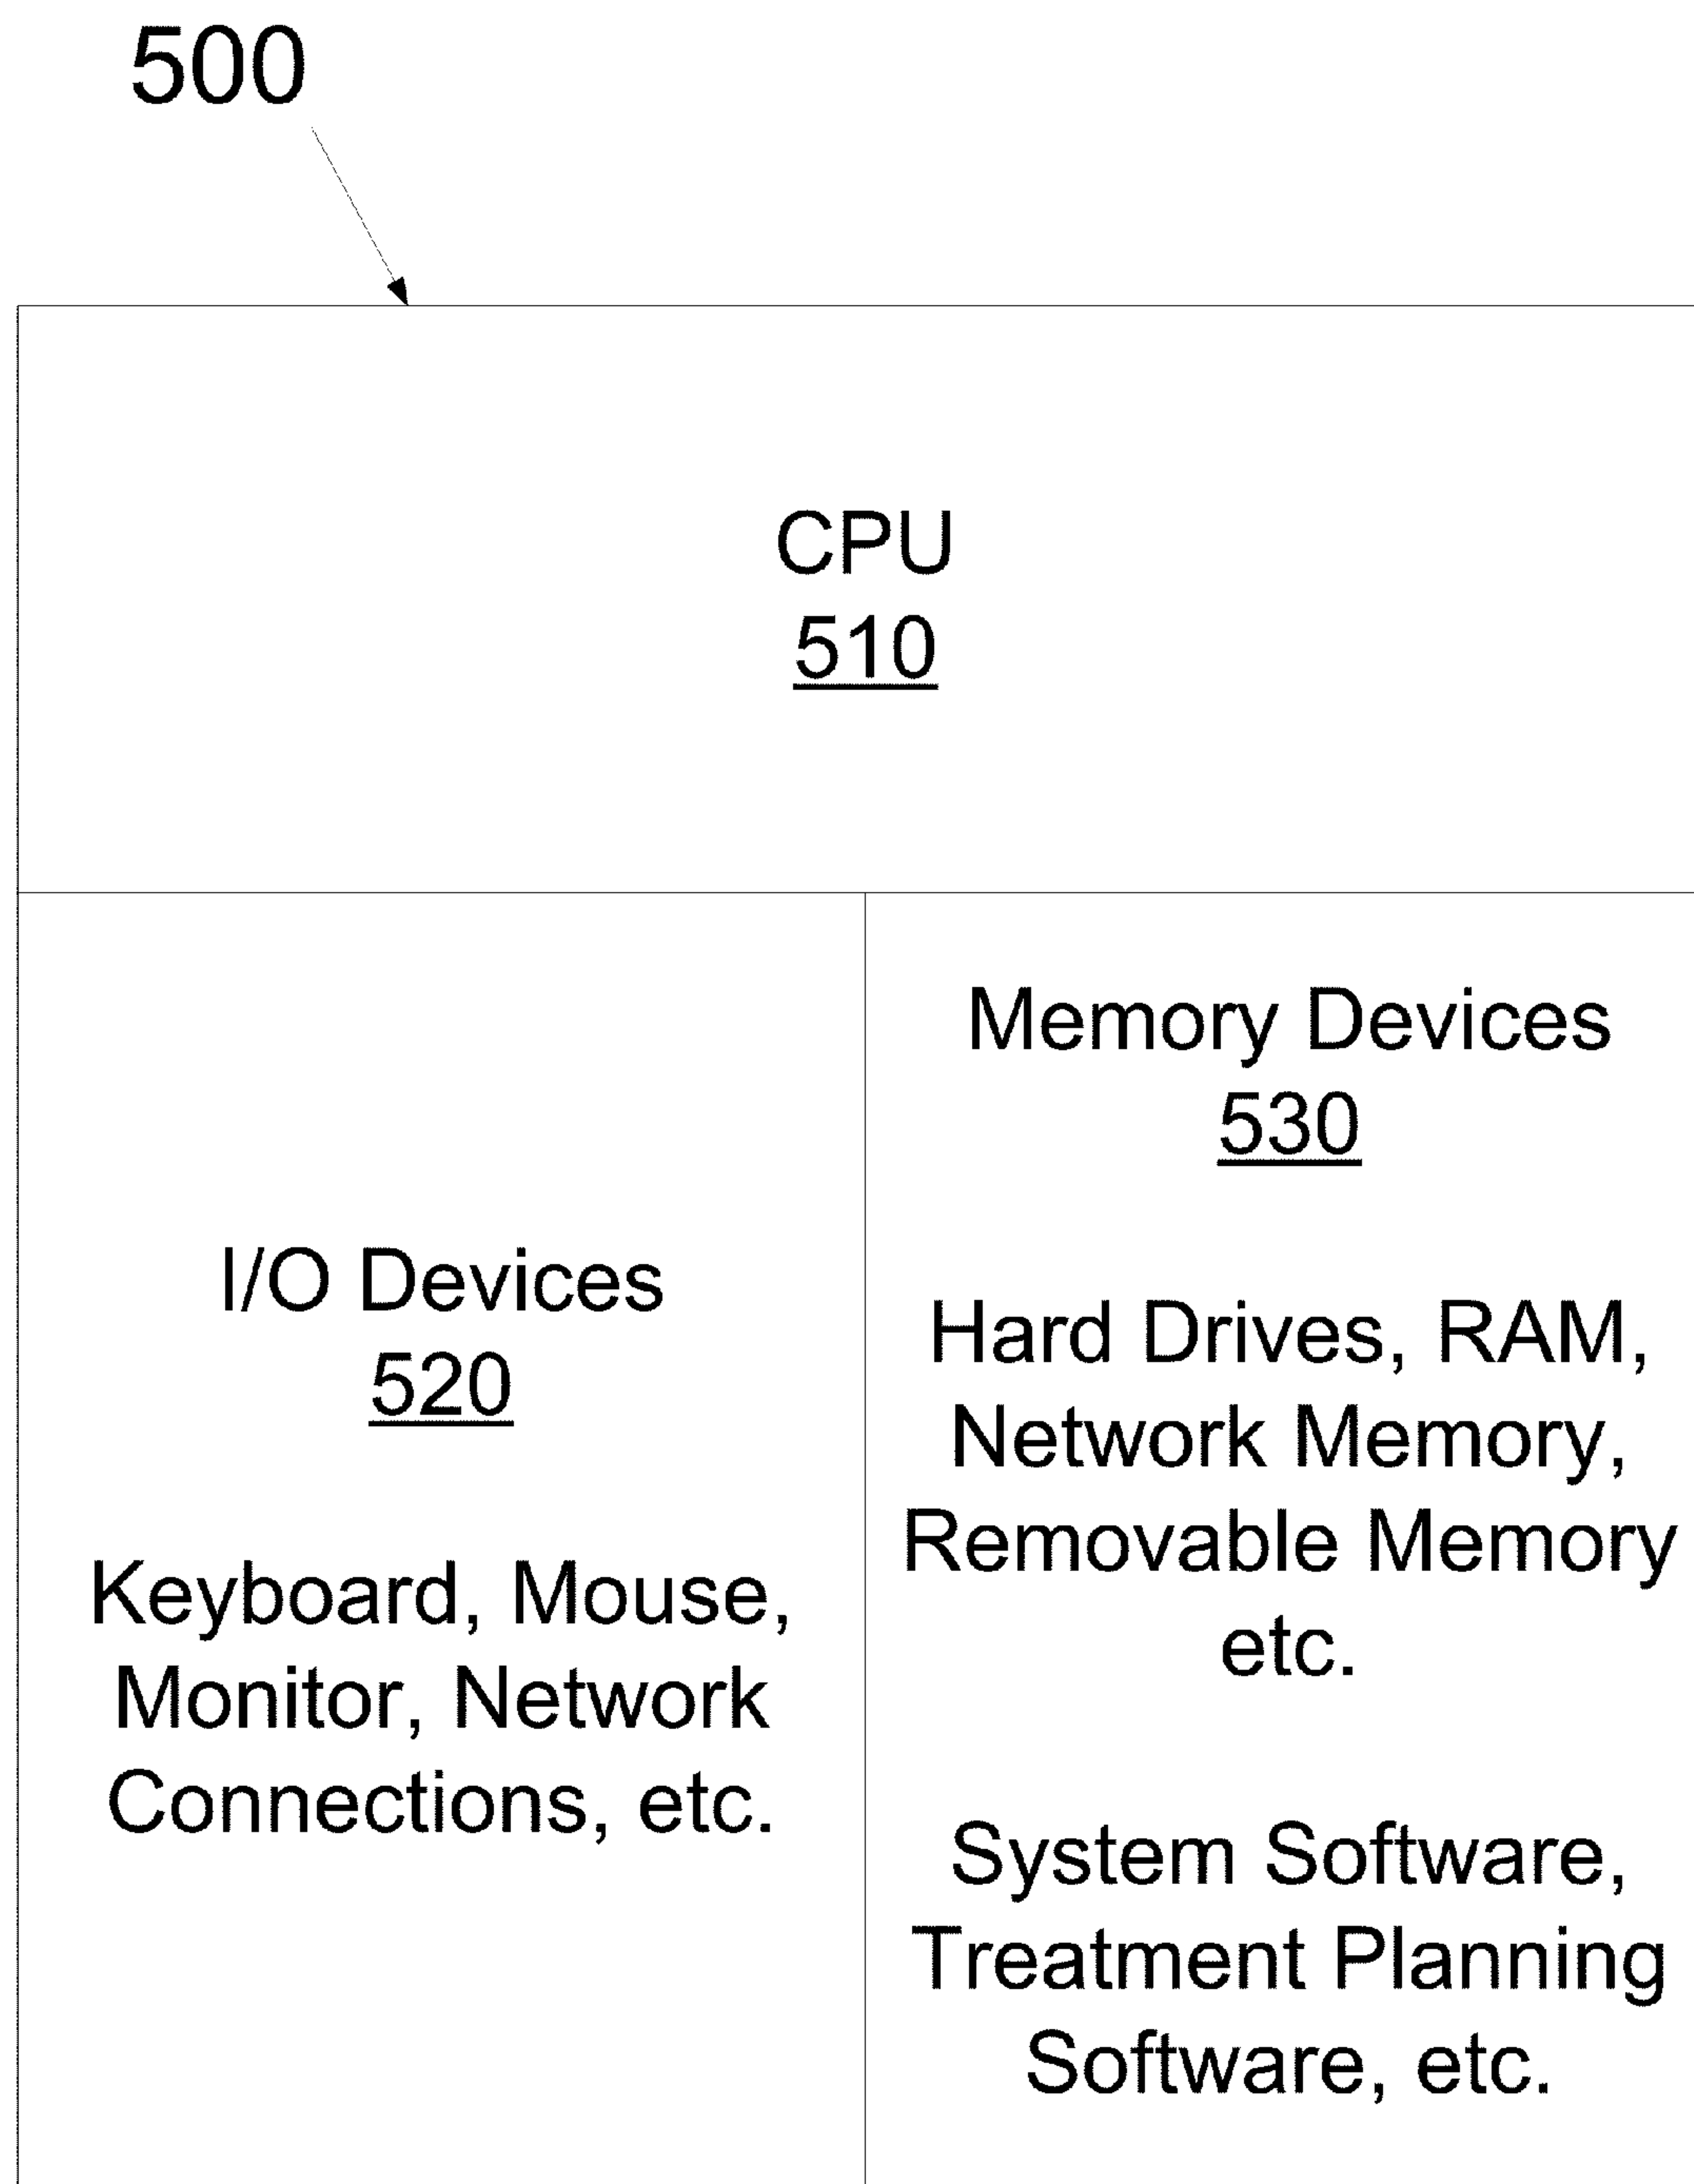 500
CPU
510
I/O Devices
520
Keyboard, Mouse,
Monitor, Network
Connections, etc.
Memory Devices
530
Hard Drives, RAM,
Network Memory,
Removable Memory
etc.
System Software,
Treatment Planning
Software, etc.